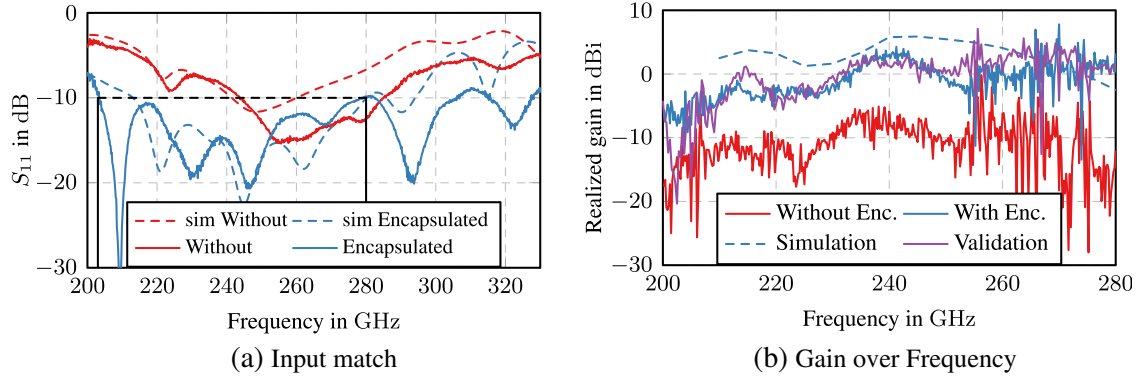 0
−10
−20
−30
S₁₁ in dB
sim Without
sim Encapsulated
Without
Encapsulated
200 220 240 260 280 300 320
Frequency in GHz
(a) Input match
10
0
−10
−20
−30
Realized gain in dBi
Without Enc.
With Enc.
Simulation
Validation
200 220 240 260 280
Frequency in GHz
(b) Gain over Frequency